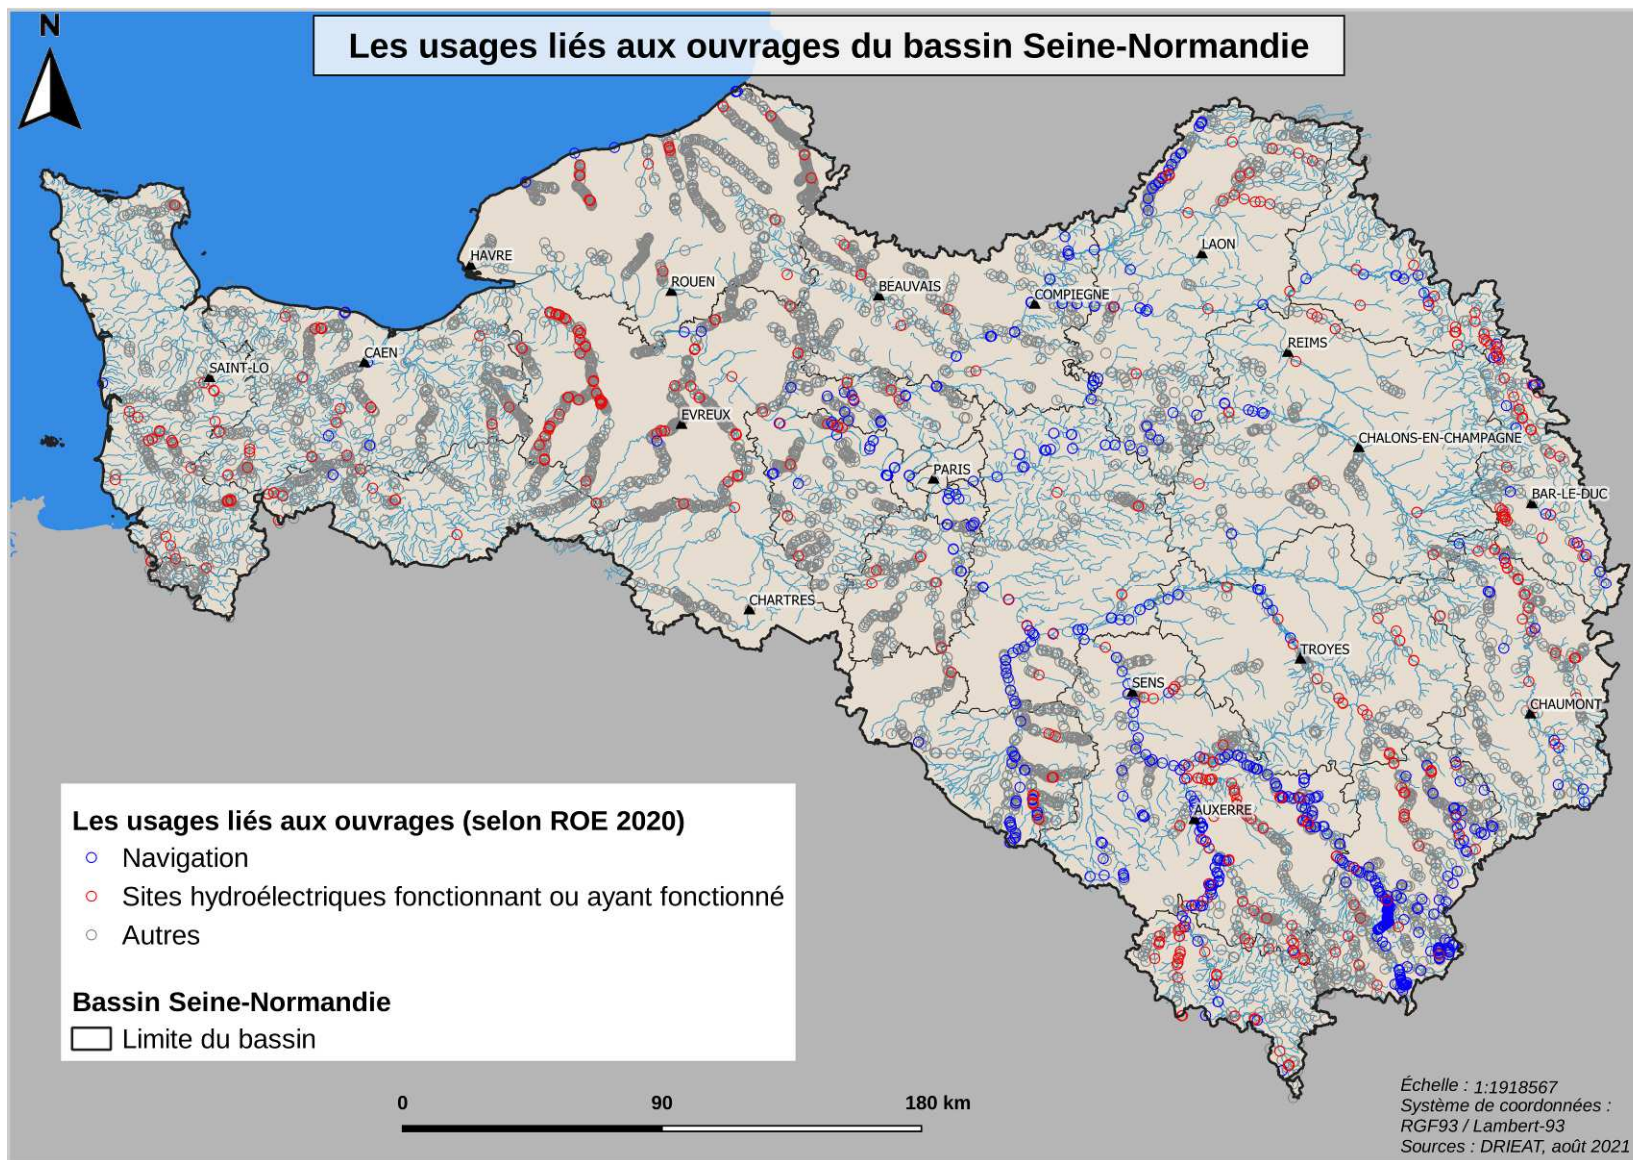 N
Les usages liés aux ouvrages du bassin Seine-Normandie
HAVRE
ROUEN
BEAUVAIS
COMPIEGNE
LAON
REIMS
SAINT-LO
CAEN
EVREUX
PARIS
CHALONS-EN-CHAMPAGNE
BAR-LE-DUC
CHARTRES
TROYES
SENS
CHAUMONT
AUXERRE
Les usages liés aux ouvrages (selon ROE 2020)
Navigation
Sites hydroélectriques fonctionnant ou ayant fonctionné
Autres
Bassin Seine-Normandie
Limite du bassin
0 90 180 km
Échelle : 1:1918567
Système de coordonnées :
RGF93 / Lambert-93
Sources : DRIEAT, août 2021